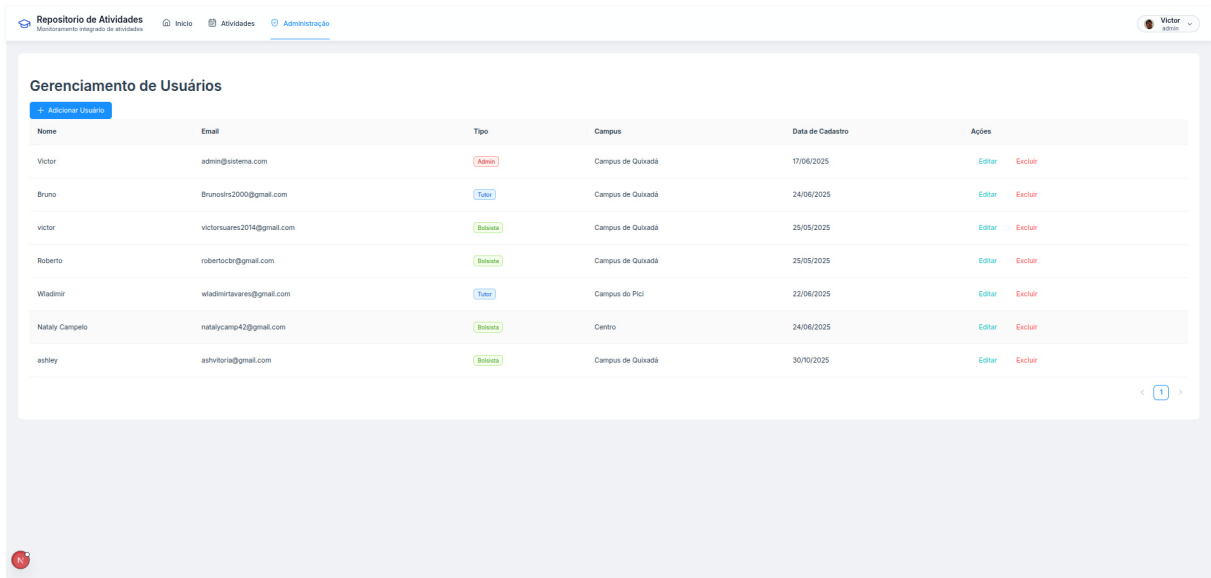 Repositorio de Atividades
Monitoramento integrado de atividades
Início Atividades Administração
Victor
admin
Gerenciamento de Usuários
+ Adicionar Usuário
Nome Email Tipo Campus Data de Cadastro Ações
Victor admin@sistema.com Admin Campus de Quixadá 17/06/2025 Editar Excluir
Bruno Brunoslrs2000@gmail.com Tutor Campus de Quixadá 24/06/2025 Editar Excluir
victor victorsuares2014@gmail.com Bolsista Campus de Quixadá 25/05/2025 Editar Excluir
Roberto robertocbr@gmail.com Bolsista Campus de Quixadá 25/05/2025 Editar Excluir
Wladimir wladimirtavares@gmail.com Tutor Campus do Pici 22/06/2025 Editar Excluir
Nataly Campelo natalycamp42@gmail.com Bolsista Centro 24/06/2025 Editar Excluir
ashley ashvitoria@gmail.com Bolsista Campus de Quixadá 30/10/2025 Editar Excluir
< 1 >
N